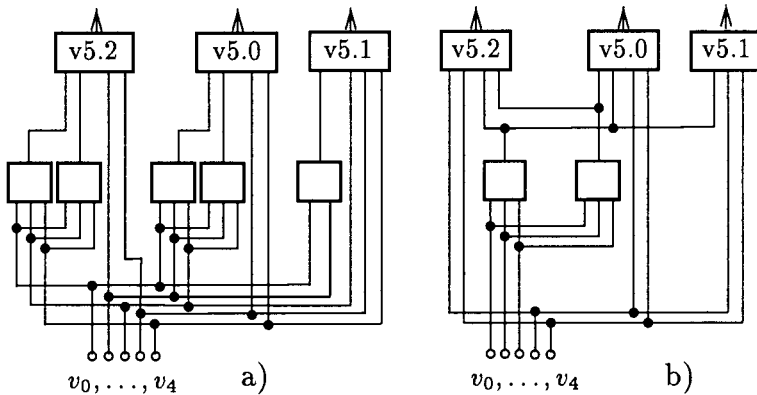 v5.2 v5.0 v5.1 v5.2 v5.0 v5.1
v₀, . . . , v₄ a) v₀, . . . , v₄ b)